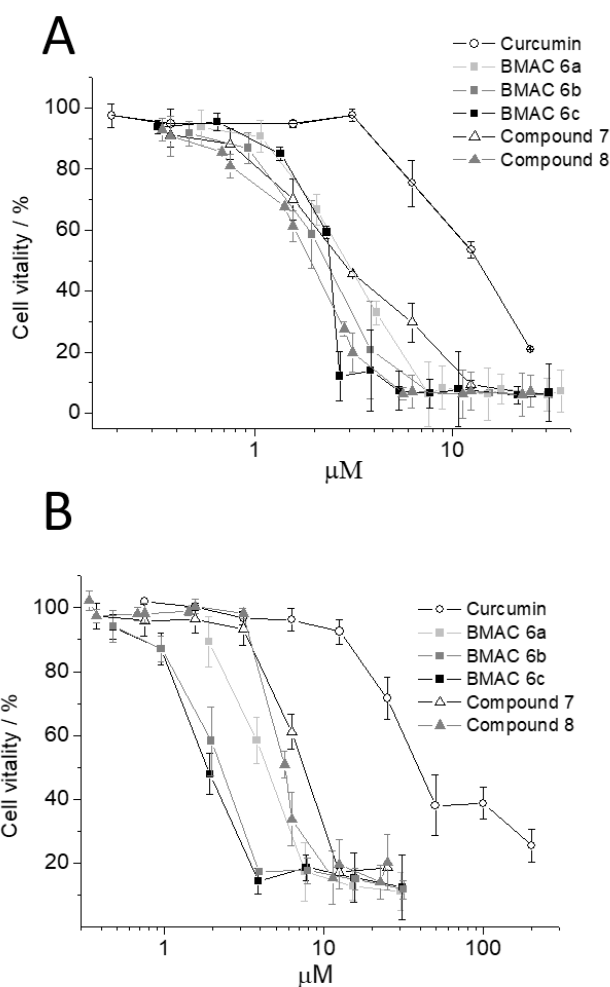 A
Curcumin
BMAC 6a
BMAC 6b
BMAC 6c
Compound 7
Compound 8
Cell vitality / %
100
80
60
40
20
0
1
10
µM
B
Curcumin
BMAC 6a
BMAC 6b
BMAC 6c
Compound 7
Compound 8
Cell vitality / %
100
80
60
40
20
1
10
100
µM